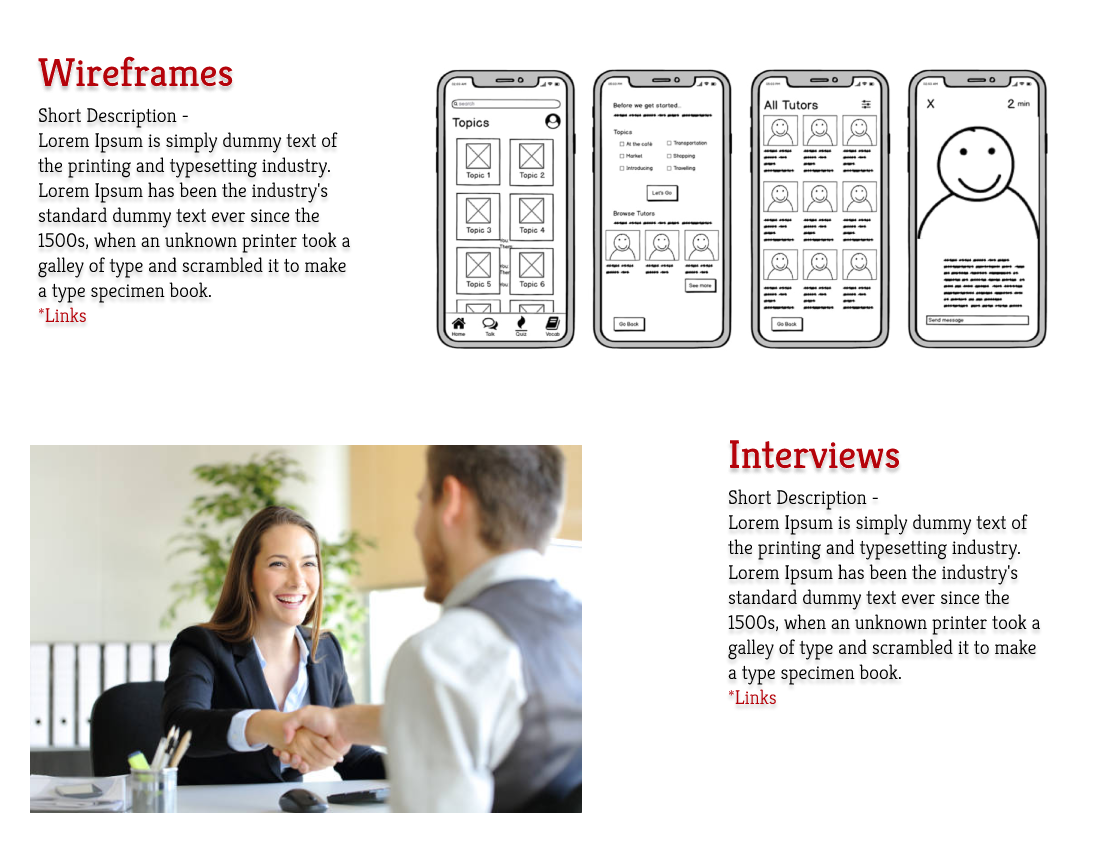 Wireframes
Short Description -
Lorem Ipsum is simply dummy text of
the printing and typesetting industry.
Lorem Ipsum has been the industry's
standard dummy text ever since the
1500s, when an unknown printer took a
galley of type and scrambled it to make
a type specimen book.
*Links
Search
Topics
Topic 1 Topic 2
Topic 3 Topic 4
You
Topic 5 Topic 6
Home Talk Quiz Vocab
Before we get started..
Topics
At the café Transportation
Market Shopping
Introducing Travelling
Let's Go
Browse Tutors
See more
Go Back
All Tutors
Go Back
X 2 min
Send message
Interviews
Short Description -
Lorem Ipsum is simply dummy text of
the printing and typesetting industry.
Lorem Ipsum has been the industry's
standard dummy text ever since the
1500s, when an unknown printer took a
galley of type and scrambled it to make
a type specimen book.
*Links